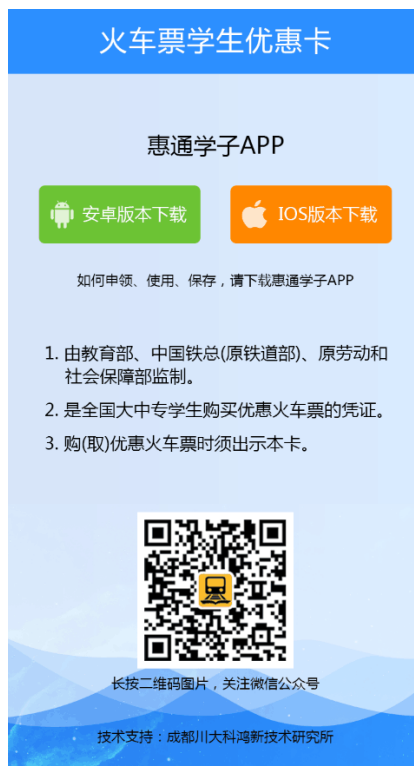 火车票学生优惠卡
惠通学子APP
安卓版本下载
IOS版本下载
如何申领、使用、保存，请下载惠通学子APP
1. 由教育部、中国铁总(原铁道部)、原劳动和
社会保障部监制。
2. 是全国大中专学生购买优惠火车票的凭证。
3. 购(取)优惠火车票时须出示本卡。
长按二维码图片，关注微信公众号
技术支持：成都川大科鸿新技术研究所